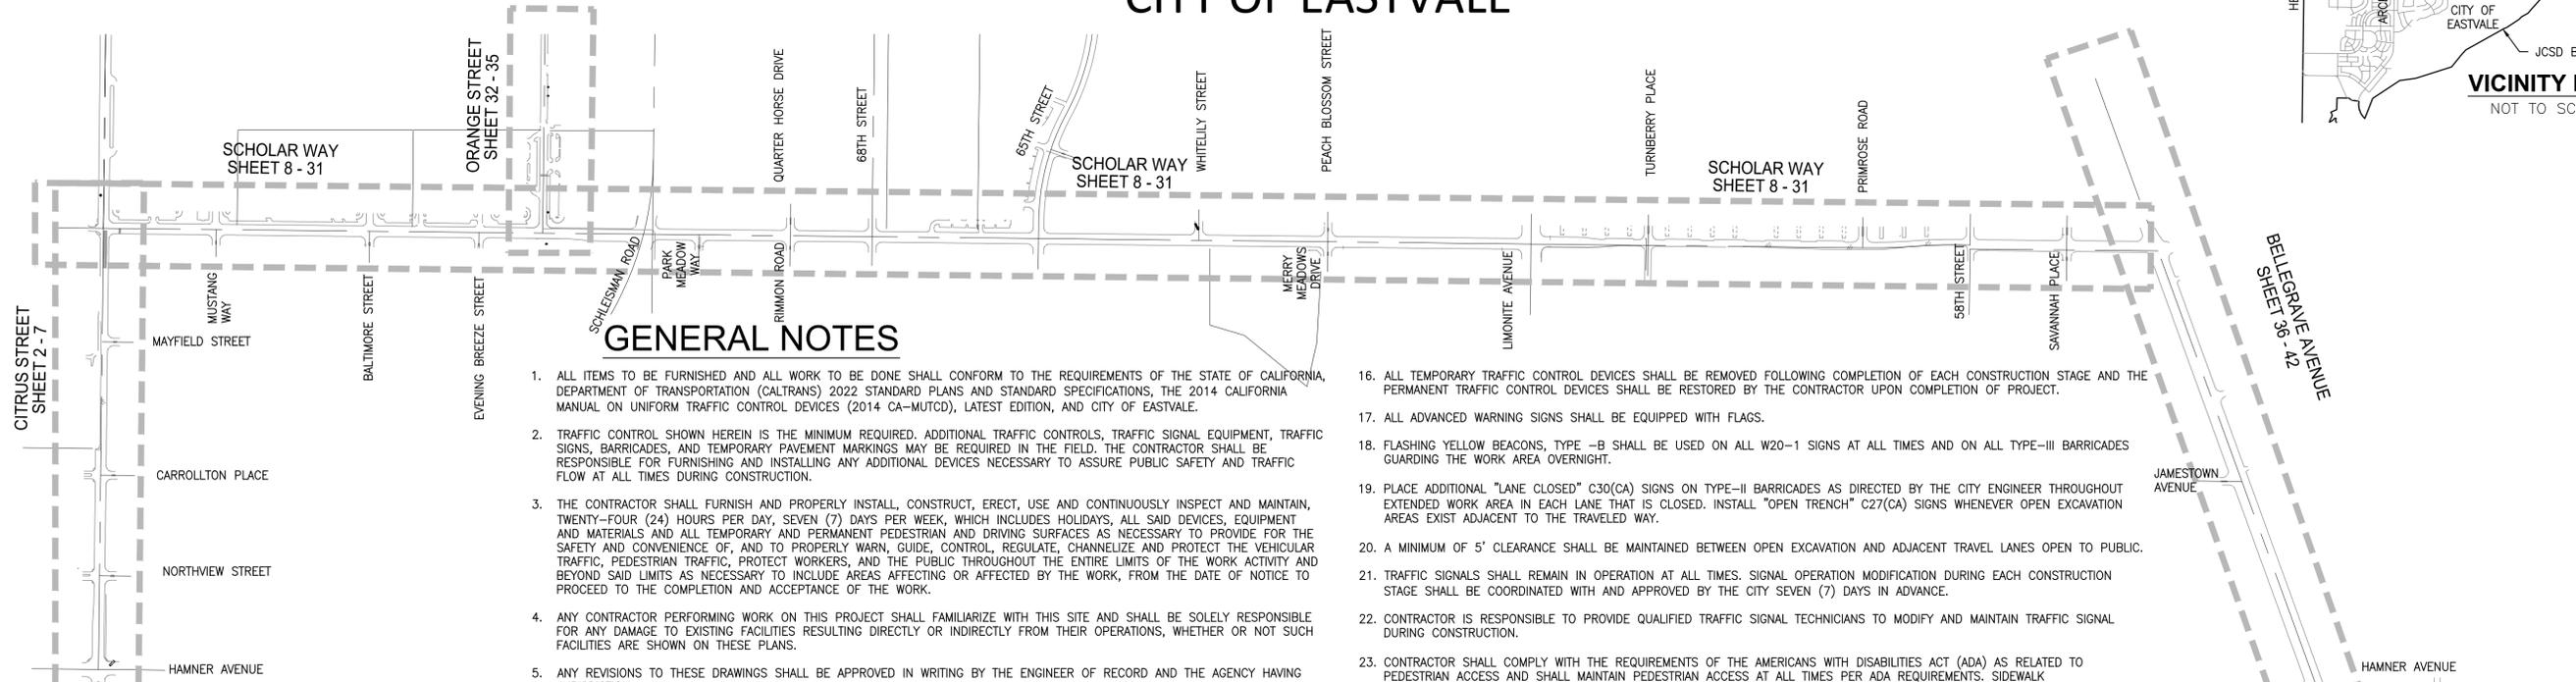 CITY OF EASTVALE
CITY OF
EASTVALE
JCSD
NOT TO
ORANGE STREET
SHEET 32 - 35
SCHOLAR WAY
SHEET 8 - 31
QUARTER HORSE DRIVE
68TH STREET
65TH STREET
SCHOLAR WAY
SHEET 8 - 31
WHITELILY STREET
PEACH BLOSSOM STREET
TURNBERRY PLACE
SCHOLAR WAY
SHEET 8 - 31
PRIMROSE ROAD
VICINITY
CITRUS STREET
SHEET 2 - 7
MUSTANG
WAY
BALTIMORE STREET
EVENING BREEZE STREET
SCHLEISMAN ROAD
PARK
MEADOW
WAY
RIMMON ROAD
MERRY
MEADOWS
DRIVE
LIMONITE AVENUE
58TH STREET
SAVANNAH PLACE
BELLEGRAVE AVENUE
SHEET 36 - 42
MAYFIELD STREET
CARROLLTON PLACE
NORTHVIEW STREET
HAMNER AVENUE
GENERAL NOTES
1. ALL ITEMS TO BE FURNISHED AND ALL WORK TO BE DONE SHALL CONFORM TO THE REQUIREMENTS OF THE STATE OF CALIFORNIA,
DEPARTMENT OF TRANSPORTATION (CALTRANS) 2022 STANDARD PLANS AND STANDARD SPECIFICATIONS, THE 2014 CALIFORNIA
MANUAL ON UNIFORM TRAFFIC CONTROL DEVICES (2014 CA-MUTCD), LATEST EDITION, AND CITY OF EASTVALE.
2. TRAFFIC CONTROL SHOWN HEREIN IS THE MINIMUM REQUIRED. ADDITIONAL TRAFFIC CONTROLS, TRAFFIC SIGNAL EQUIPMENT, TRAFFIC
SIGNS, BARRICADES, AND TEMPORARY PAVEMENT MARKINGS MAY BE REQUIRED IN THE FIELD. THE CONTRACTOR SHALL BE
RESPONSIBLE FOR FURNISHING AND INSTALLING ANY ADDITIONAL DEVICES NECESSARY TO ASSURE PUBLIC SAFETY AND TRAFFIC
FLOW AT ALL TIMES DURING CONSTRUCTION.
3. THE CONTRACTOR SHALL FURNISH AND PROPERLY INSTALL, CONSTRUCT, ERECT, USE AND CONTINUOUSLY INSPECT AND MAINTAIN,
TWENTY-FOUR (24) HOURS PER DAY, SEVEN (7) DAYS PER WEEK, WHICH INCLUDES HOLIDAYS, ALL SAID DEVICES, EQUIPMENT
AND MATERIALS AND ALL TEMPORARY AND PERMANENT PEDESTRIAN AND DRIVING SURFACES AS NECESSARY TO PROVIDE FOR THE
SAFETY AND CONVENIENCE OF, AND TO PROPERLY WARN, GUIDE, CONTROL, REGULATE, CHANNELIZE AND PROTECT THE VEHICULAR
TRAFFIC, PEDESTRIAN TRAFFIC, PROTECT WORKERS, AND THE PUBLIC THROUGHOUT THE ENTIRE LIMITS OF THE WORK ACTIVITY AND
BEYOND SAID LIMITS AS NECESSARY TO INCLUDE AREAS AFFECTING OR AFFECTED BY THE WORK, FROM THE DATE OF NOTICE TO
PROCEED TO THE COMPLETION AND ACCEPTANCE OF THE WORK.
4. ANY CONTRACTOR PERFORMING WORK ON THIS PROJECT SHALL FAMILIARIZE WITH THIS SITE AND SHALL BE SOLELY RESPONSIBLE
FOR ANY DAMAGE TO EXISTING FACILITIES RESULTING DIRECTLY OR INDIRECTLY FROM THEIR OPERATIONS, WHETHER OR NOT SUCH
FACILITIES ARE SHOWN ON THESE PLANS.
5. ANY REVISIONS TO THESE DRAWINGS SHALL BE APPROVED IN WRITING BY THE ENGINEER OF RECORD AND THE AGENCY HAVING
16. ALL TEMPORARY TRAFFIC CONTROL DEVICES SHALL BE REMOVED FOLLOWING COMPLETION OF EACH CONSTRUCTION STAGE AND THE
PERMANENT TRAFFIC CONTROL DEVICES SHALL BE RESTORED BY THE CONTRACTOR UPON COMPLETION OF PROJECT.
17. ALL ADVANCED WARNING SIGNS SHALL BE EQUIPPED WITH FLAGS.
18. FLASHING YELLOW BEACONS, TYPE -B SHALL BE USED ON ALL W20-1 SIGNS AT ALL TIMES AND ON ALL TYPE-III BARRICADES
GUARDING THE WORK AREA OVERNIGHT.
19. PLACE ADDITIONAL "LANE CLOSED" C30(CA) SIGNS ON TYPE-II BARRICADES AS DIRECTED BY THE CITY ENGINEER THROUGHOUT
EXTENDED WORK AREA IN EACH LANE THAT IS CLOSED. INSTALL "OPEN TRENCH" C27(CA) SIGNS WHENEVER OPEN EXCAVATION
AREAS EXIST ADJACENT TO THE TRAVELED WAY.
20. A MINIMUM OF 5' CLEARANCE SHALL BE MAINTAINED BETWEEN OPEN EXCAVATION AND ADJACENT TRAVEL LANES OPEN TO PUBLIC.
21. TRAFFIC SIGNALS SHALL REMAIN IN OPERATION AT ALL TIMES. SIGNAL OPERATION MODIFICATION DURING EACH CONSTRUCTION
STAGE SHALL BE COORDINATED WITH AND APPROVED BY THE CITY SEVEN (7) DAYS IN ADVANCE.
22. CONTRACTOR IS RESPONSIBLE TO PROVIDE QUALIFIED TRAFFIC SIGNAL TECHNICIANS TO MODIFY AND MAINTAIN TRAFFIC SIGNAL
DURING CONSTRUCTION.
23. CONTRACTOR SHALL COMPLY WITH THE REQUIREMENTS OF THE AMERICANS WITH DISABILITIES ACT (ADA) AS RELATED TO
PEDESTRIAN ACCESS AND SHALL MAINTAIN PEDESTRIAN ACCESS AT ALL TIMES PER ADA REQUIREMENTS. SIDEWALK
JAMESTOWN
AVENUE
HAMNER AVENUE